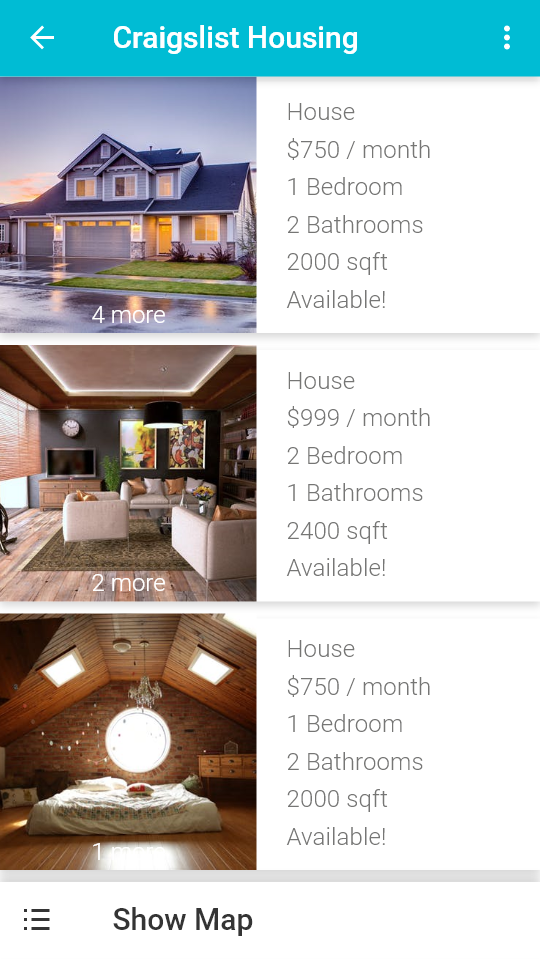 Craigslist Housing
House
$750 / month
1 Bedroom
2 Bathrooms
2000 sqft
Available!
4 more
House
$999 / month
2 Bedroom
1 Bathrooms
2400 sqft
Available!
2 more
House
$750 / month
1 Bedroom
2 Bathrooms
2000 sqft
Available!
1 more
Show Map